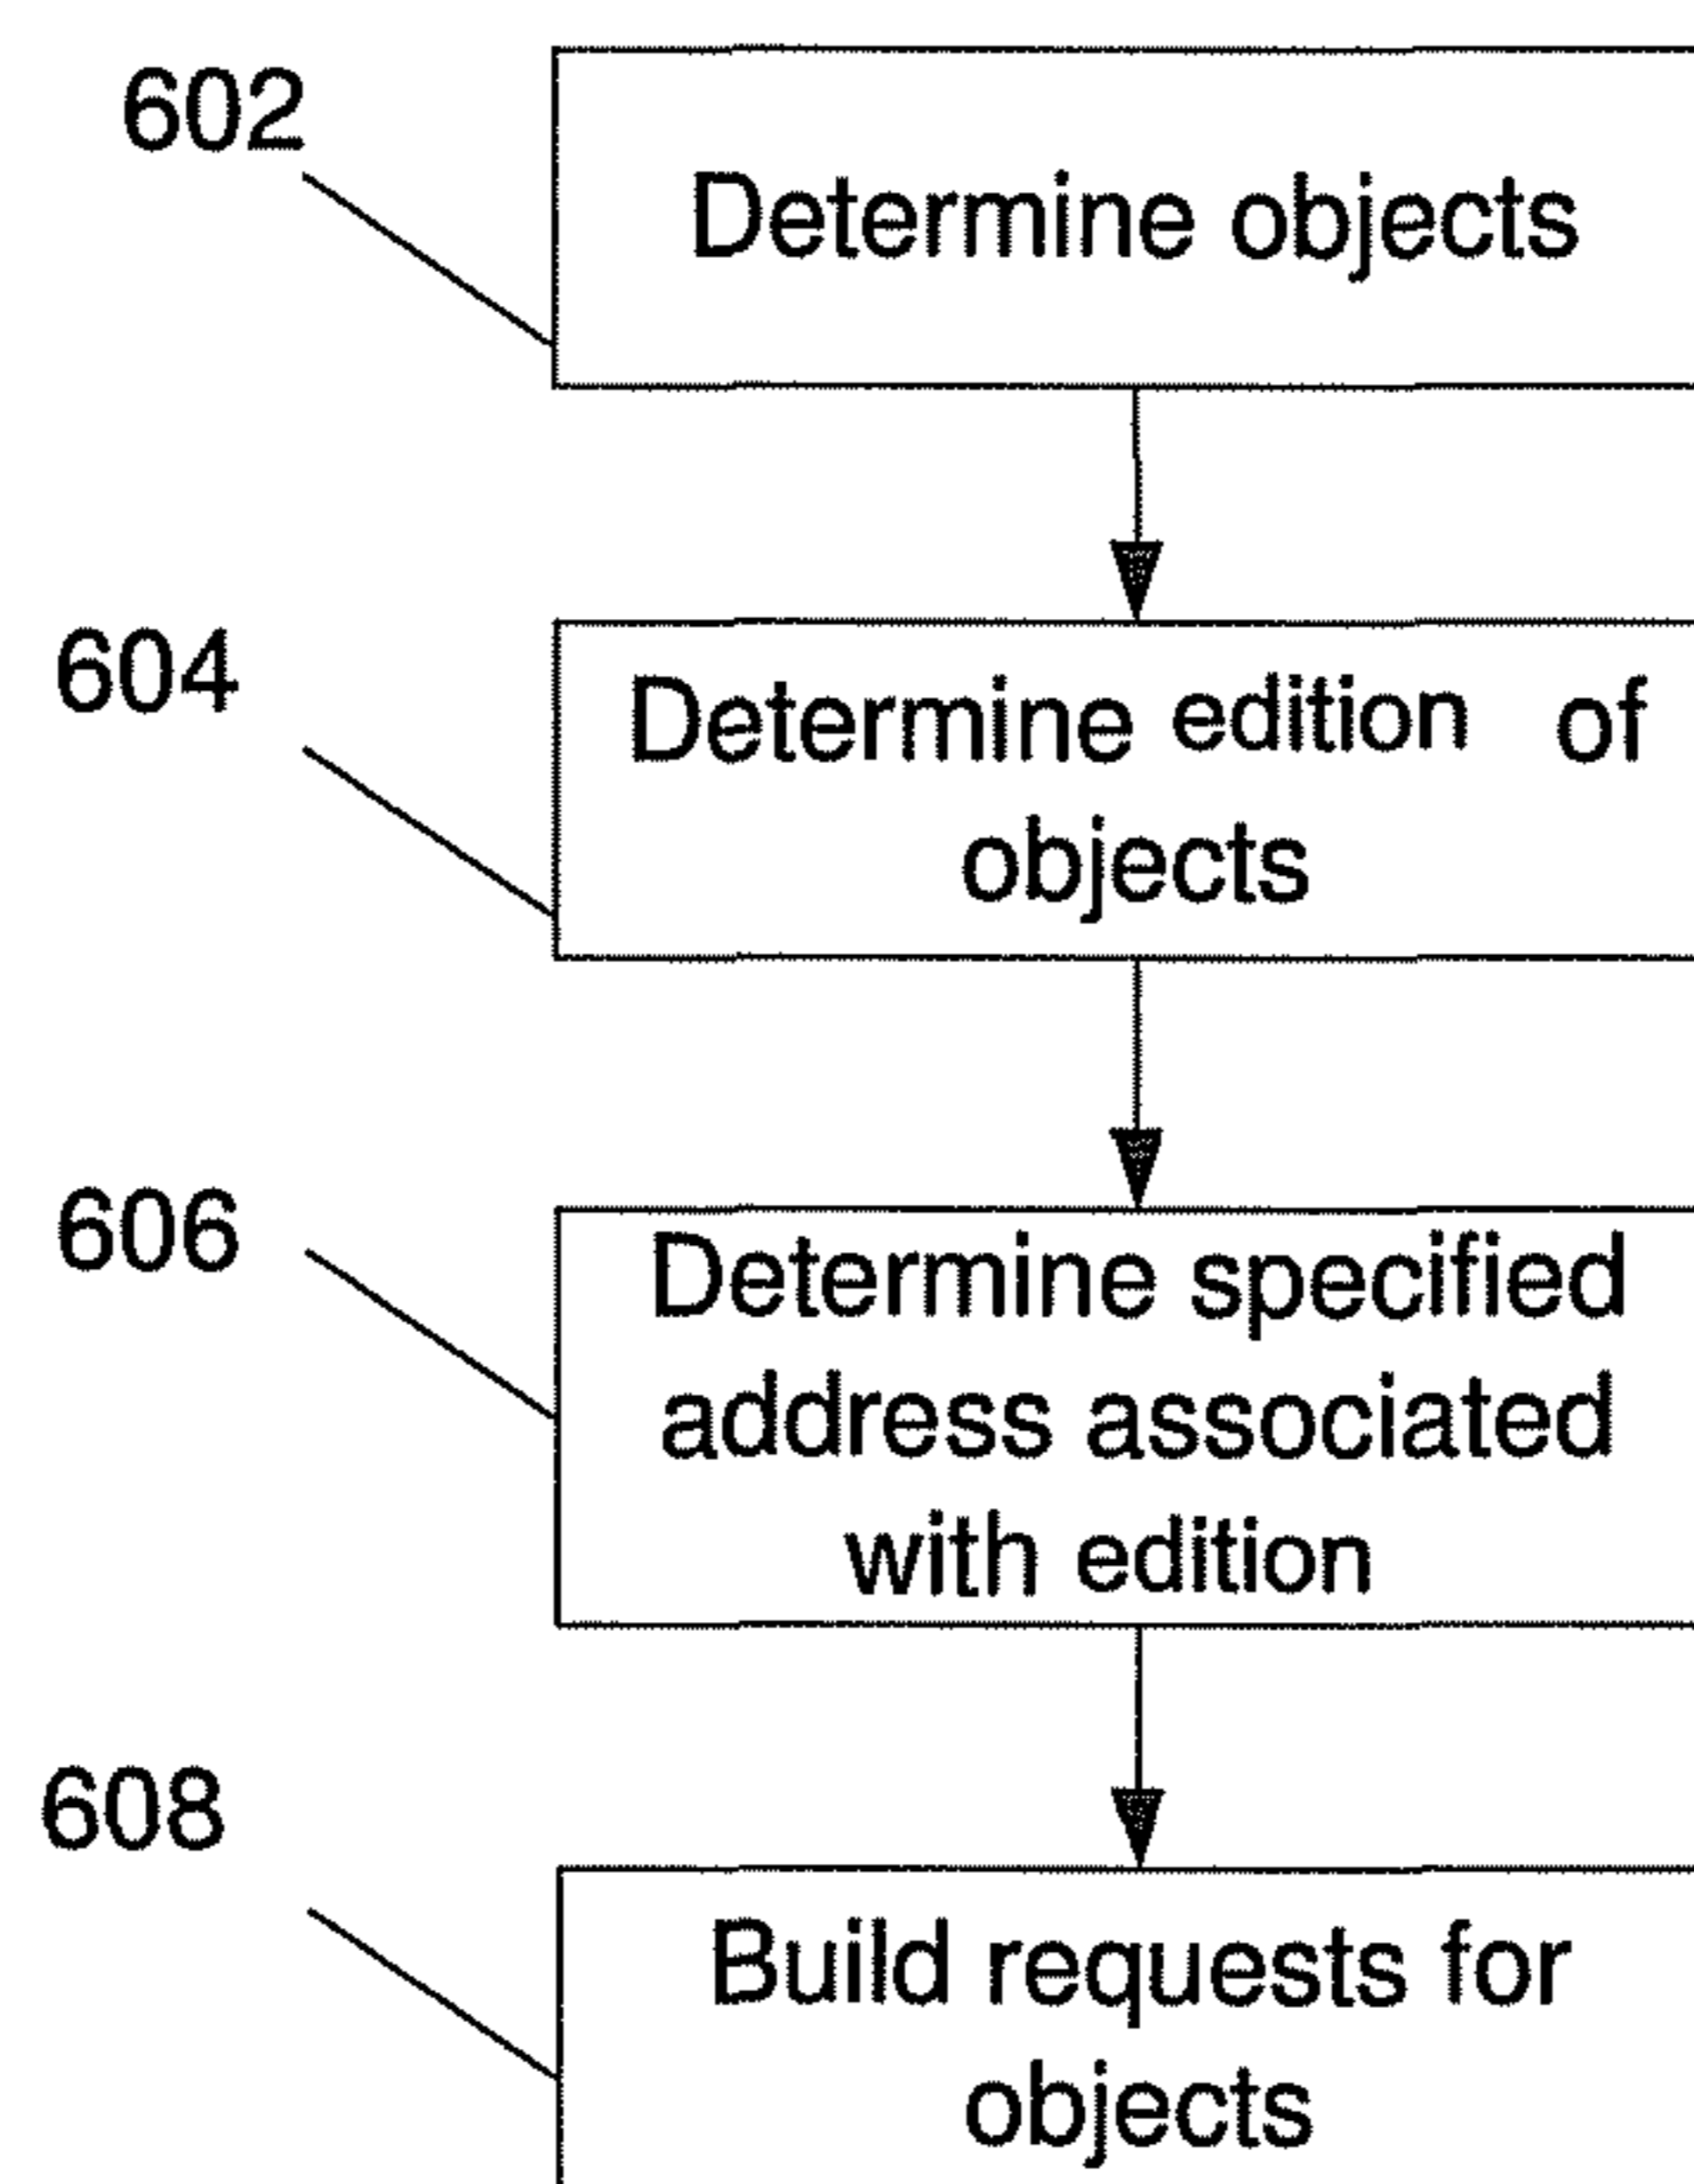 602
Determine objects
604
Determine edition of
objects
606
Determine specified
address associated
with edition
608
Build requests for
objects